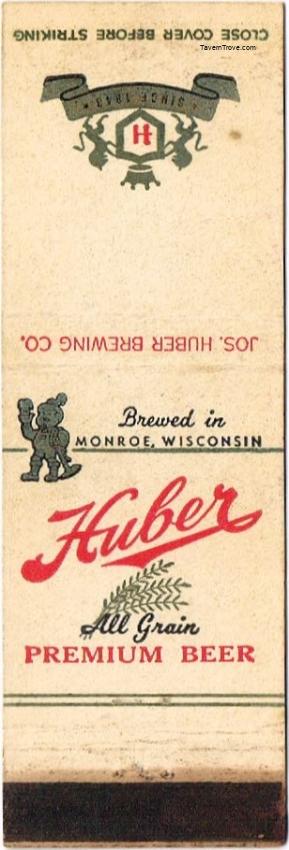 CLOSE COVER BEFORE STRIKING
TavernTrove.com
SINCE 1843
H
JOS. HUBER BREWING CO.
Brewed in
MONROE, WISCONSIN
Huber
All Grain
PREMIUM BEER